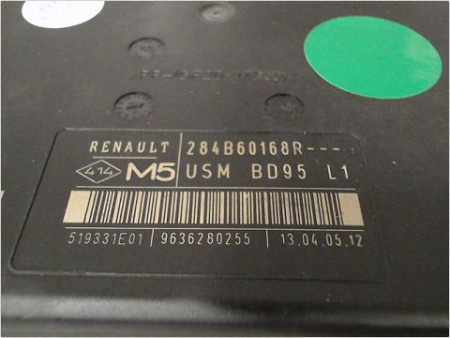 RENAULT 284B60168R----
414 M5 USM BD95 L1
519331E01 9636280255 13.04.05.12